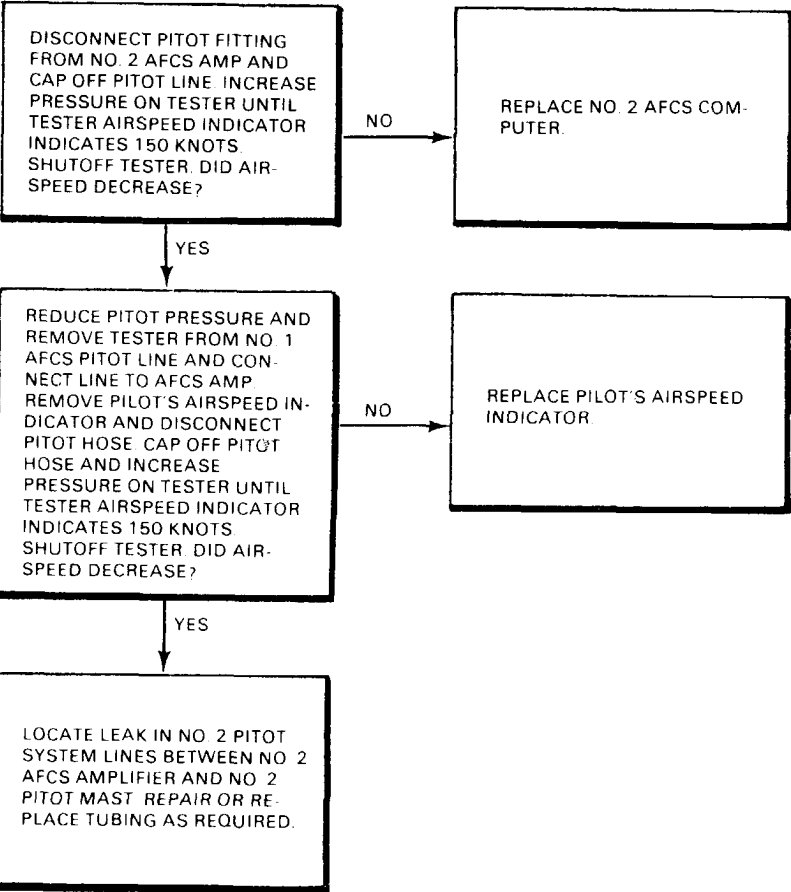 DISCONNECT PITOT FITTING
FROM NO. 2 AFCS AMP AND
CAP OFF PITOT LINE. INCREASE
PRESSURE ON TESTER UNTIL
TESTER AIRSPEED INDICATOR
INDICATES 150 KNOTS.
SHUTOFF TESTER. DID AIR-
SPEED DECREASE?
NO
REPLACE NO. 2 AFCS COM-
PUTER.
YES
REDUCE PITOT PRESSURE AND
REMOVE TESTER FROM NO. 1
AFCS PITOT LINE AND CON-
NECT LINE TO AFCS AMP.
REMOVE PILOT'S AIRSPEED IN-
DICATOR AND DISCONNECT
PITOT HOSE. CAP OFF PITOT
HOSE AND INCREASE
PRESSURE ON TESTER UNTIL
TESTER AIRSPEED INDICATOR
INDICATES 150 KNOTS.
SHUTOFF TESTER. DID AIR-
SPEED DECREASE?
NO
REPLACE PILOT'S AIRSPEED
INDICATOR.
YES
LOCATE LEAK IN NO. 2 PITOT
SYSTEM LINES BETWEEN NO. 2
AFCS AMPLIFIER AND NO. 2
PITOT MAST. REPAIR OR RE-
PLACE TUBING AS REQUIRED.